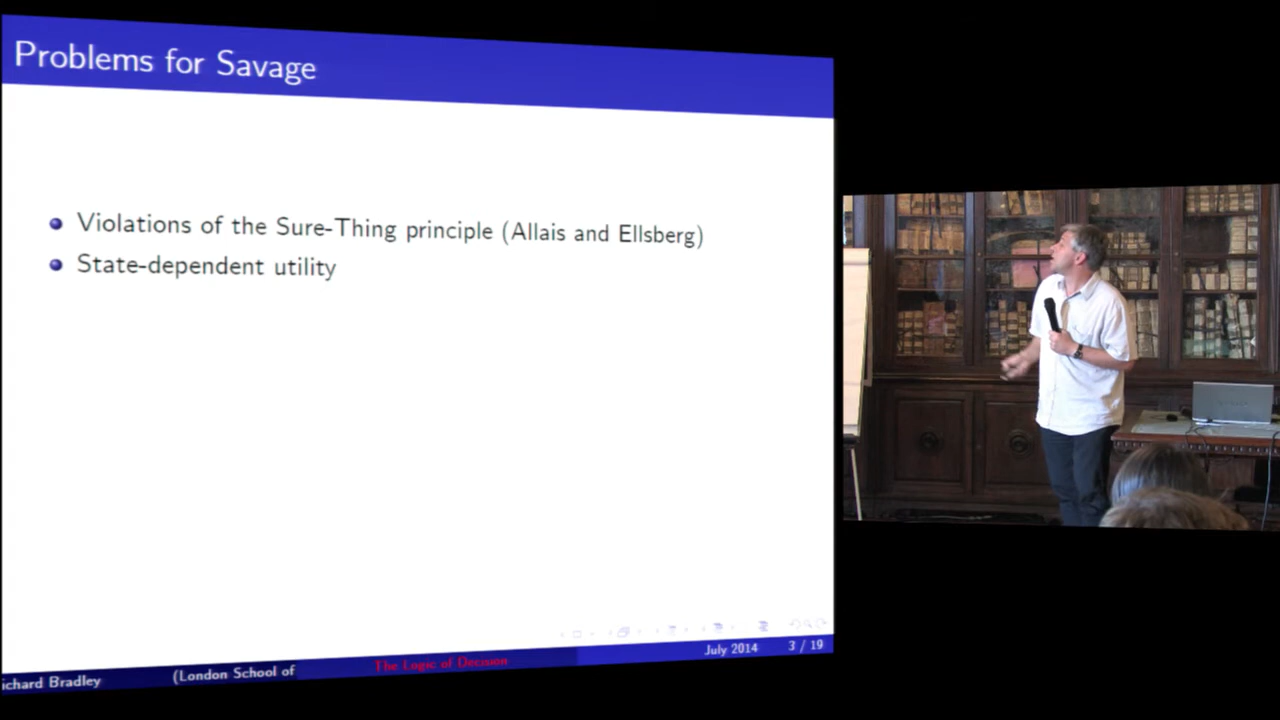 Problems for Savage
Violations of the Sure-Thing principle (Allais and Ellsberg)
State-dependent utility
ichard Bradley (London School of The Logic of Decision July 2014 3 / 19